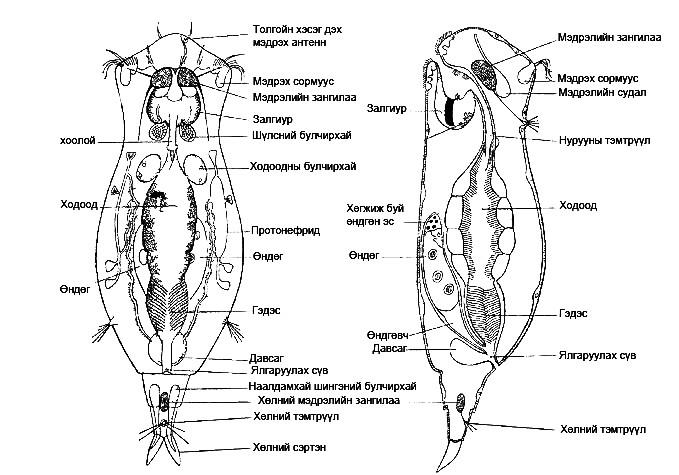 Толгойн хэсэг дэх
мэдрэх антенн
Мэдрэх сормуус
Мэдрэлийн зангилаа
Залгиур
Шүлсний булчирхай
хоолой
Ходоодны булчирхай
Ходоод
Протонефрид
Өндөг
Өндөг
Гэдэс
Давсаг
Ялгаруулах сүв
Наалдамхай шингэний булчирхай
Хөлний мэдрэлийн зангилаа
Хөлний тэмтрүүл
Хөлний сэртэн
Мэдрэлийн зангилаа
Мэдрэх сормуус
Мэдрэлийн судал
Залгиур
Нурууны тэмтрүүл
Хөгжиж буй
өндгөн эс
Ходоод
Өндөг
Гэдэс
Өндгөвч
Давсаг
Ялгаруулах сүв
Хөлний тэмтрүүл